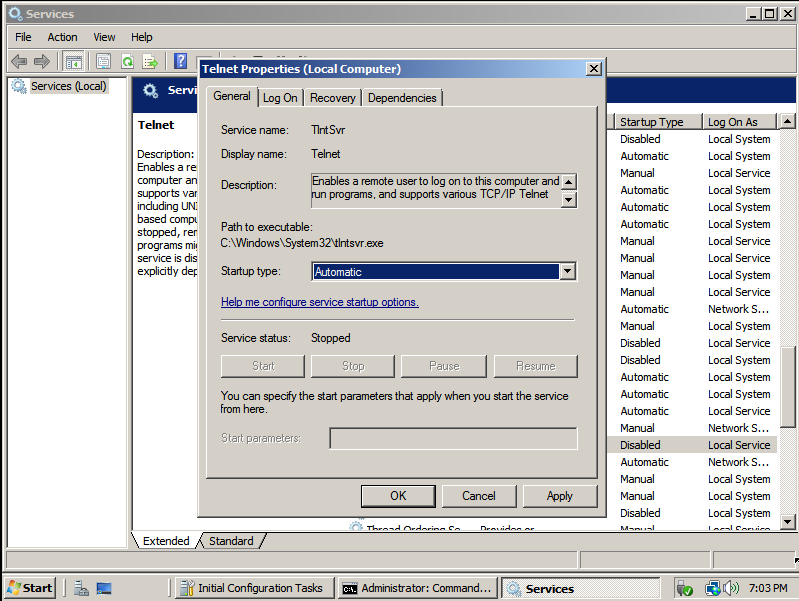 Services
File Action View Help
Services (Local)
Servi
Telnet
Description:
Enables a re
computer an
supports var
including UNI
based compu
stopped, rem
programs mi
service is dis
explicitly dep
Telnet Properties (Local Computer)
General Log On Recovery Dependencies
Service name: TlntSvr
Display name: Telnet
Description: Enables a remote user to log on to this computer and
run programs, and supports various TCP/IP Telnet
Path to executable:
C:\Windows\System32\tlntsvr.exe
Startup type: Automatic
Help me configure service startup options.
Service status: Stopped
Start Stop Pause Resume
You can specify the start parameters that apply when you start the service
from here.
Start parameters:
OK Cancel Apply
Startup Type Log On As
Disabled Local System
Automatic Local System
Manual Local Service
Automatic Local System
Automatic Local System
Automatic Local System
Manual Local Service
Manual Local System
Manual Local Service
Manual Local Service
Automatic Network S...
Manual Local System
Disabled Local Service
Disabled Local System
Automatic Local System
Automatic Local System
Automatic Local Service
Manual Network S...
Disabled Local Service
Automatic Network S...
Manual Local System
Manual Local System
Disabled Local System
Thread Ordering Se... Provides or... Manual Local Service
Extended Standard
Start Initial Configuration Tasks Administrator: Command... Services 7:03 PM